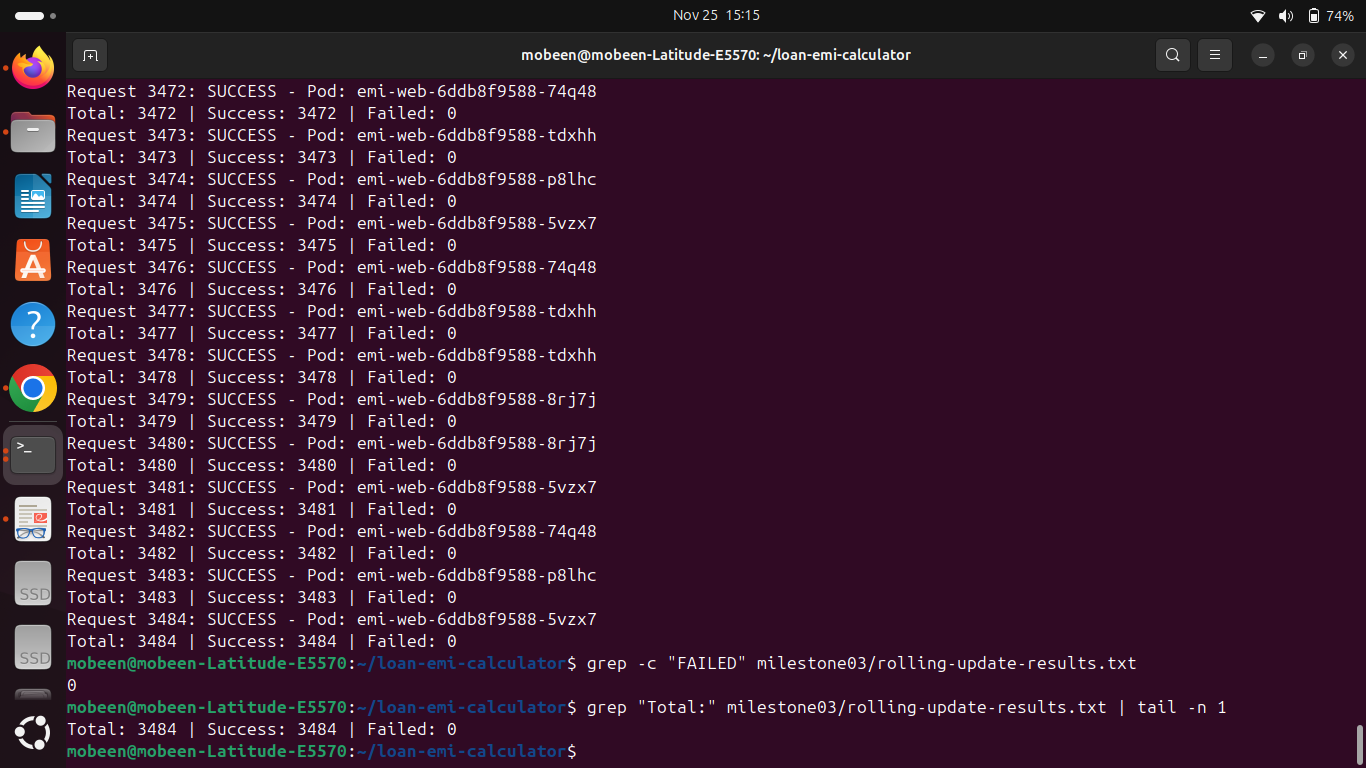 Nov 25 15:15
74%
mobeen@mobeen-Latitude-E5570: ~/loan-emi-calculator
Request 3472: SUCCESS - Pod: emi-web-6ddb8f9588-74q48
Total: 3472 | Success: 3472 | Failed: 0
Request 3473: SUCCESS - Pod: emi-web-6ddb8f9588-tdxhh
Total: 3473 | Success: 3473 | Failed: 0
Request 3474: SUCCESS - Pod: emi-web-6ddb8f9588-p8lhc
Total: 3474 | Success: 3474 | Failed: 0
Request 3475: SUCCESS - Pod: emi-web-6ddb8f9588-5vzx7
Total: 3475 | Success: 3475 | Failed: 0
Request 3476: SUCCESS - Pod: emi-web-6ddb8f9588-74q48
Total: 3476 | Success: 3476 | Failed: 0
Request 3477: SUCCESS - Pod: emi-web-6ddb8f9588-tdxhh
Total: 3477 | Success: 3477 | Failed: 0
Request 3478: SUCCESS - Pod: emi-web-6ddb8f9588-tdxhh
Total: 3478 | Success: 3478 | Failed: 0
Request 3479: SUCCESS - Pod: emi-web-6ddb8f9588-8rj7j
Total: 3479 | Success: 3479 | Failed: 0
Request 3480: SUCCESS - Pod: emi-web-6ddb8f9588-8rj7j
Total: 3480 | Success: 3480 | Failed: 0
Request 3481: SUCCESS - Pod: emi-web-6ddb8f9588-5vzx7
Total: 3481 | Success: 3481 | Failed: 0
Request 3482: SUCCESS - Pod: emi-web-6ddb8f9588-74q48
Total: 3482 | Success: 3482 | Failed: 0
Request 3483: SUCCESS - Pod: emi-web-6ddb8f9588-p8lhc
Total: 3483 | Success: 3483 | Failed: 0
Request 3484: SUCCESS - Pod: emi-web-6ddb8f9588-5vzx7
Total: 3484 | Success: 3484 | Failed: 0
mobeen@mobeen-Latitude-E5570:~/loan-emi-calculator$ grep -c "FAILED" milestone03/rolling-update-results.txt
0
mobeen@mobeen-Latitude-E5570:~/loan-emi-calculator$ grep "Total:" milestone03/rolling-update-results.txt | tail -n 1
Total: 3484 | Success: 3484 | Failed: 0
mobeen@mobeen-Latitude-E5570:~/loan-emi-calculator$
?
>_
SSD
SSD